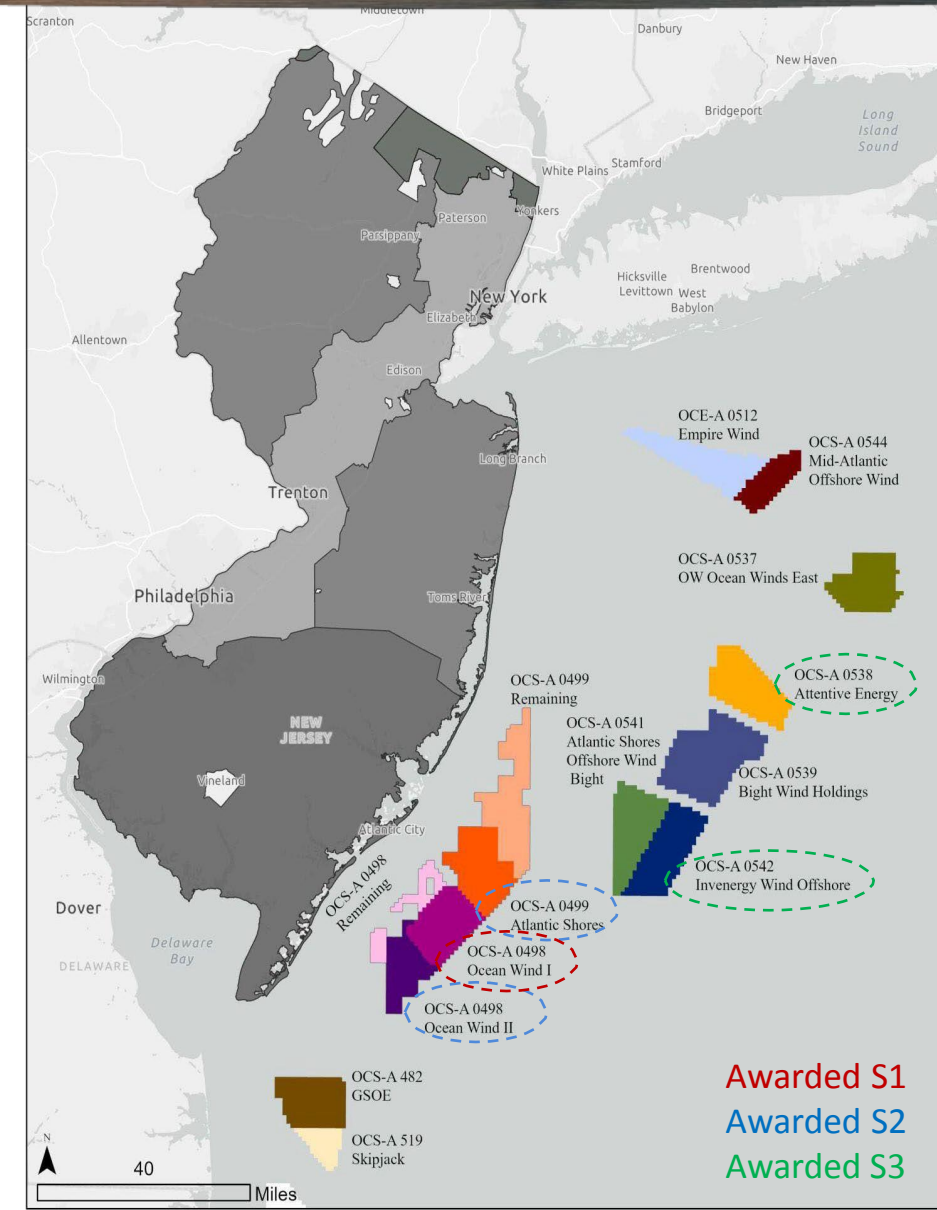 Middletown
Scranton
Danbury
New Haven
Bridgeport
Long
Island
Sound
Stamford
White Plains
Yonkers
Paterson
Parsippany
Hicksville
Brentwood
Levittown
West
Babylon
New York
Elizabeth
Allentown
Edison
Long Branch
OCE-A 0512
Empire Wind
OCS-A 0544
Mid-Atlantic
Offshore Wind
Trenton
OCS-A 0537
OW Ocean Winds East
Philadelphia
Toms River
Wilmington
OCS-A 0499
Remaining
OCS-A 0538
Attentive Energy
OCS-A 0541
Atlantic Shores
Offshore Wind
Bight
NEW
JERSEY
Vineland
OCS-A 0539
Bight Wind Holdings
Atlantic City
OCS-A 0498
Remaining
OCS-A 0542
Invenergy Wind Offshore
Dover
OCS-A 0499
Atlantic Shores
Delaware
Bay
DELAWARE
OCS-A 0498
Ocean Wind I
OCS-A 0498
Ocean Wind II
OCS-A 482
GSOE
OCS-A 519
Skipjack
Awarded S1
Awarded S2
Awarded S3
N
40
Miles